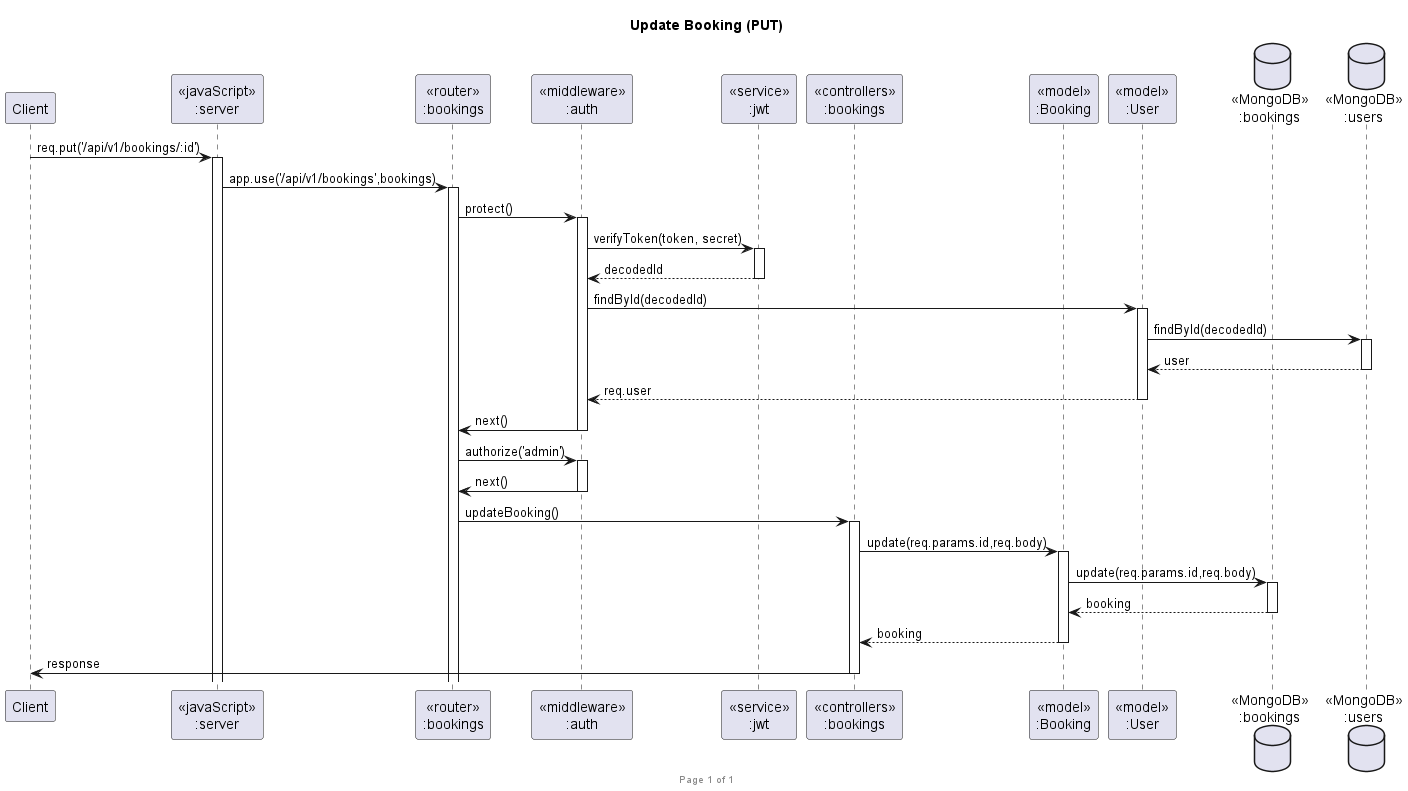 Update Booking (PUT)
Client
«javaScript»
:server
«router»
:bookings
«middleware»
:auth
«service»
:jwt
«controllers»
:bookings
«model»
:Booking
«model»
:User
«MongoDB»
:bookings
«MongoDB»
:users
req.put('/api/v1/bookings/:id')
app.use('/api/v1/bookings',bookings)
protect()
verifyToken(token, secret)
decodedId
findById(decodedId)
findById(decodedId)
user
req.user
next()
authorize('admin')
next()
updateBooking()
update(req.params.id,req.body)
update(req.params.id,req.body)
booking
booking
response
Client
«javaScript»
:server
«router»
:bookings
«middleware»
:auth
«service»
:jwt
«controllers»
:bookings
«model»
:Booking
«model»
:User
«MongoDB»
:bookings
«MongoDB»
:users
Page 1 of 1